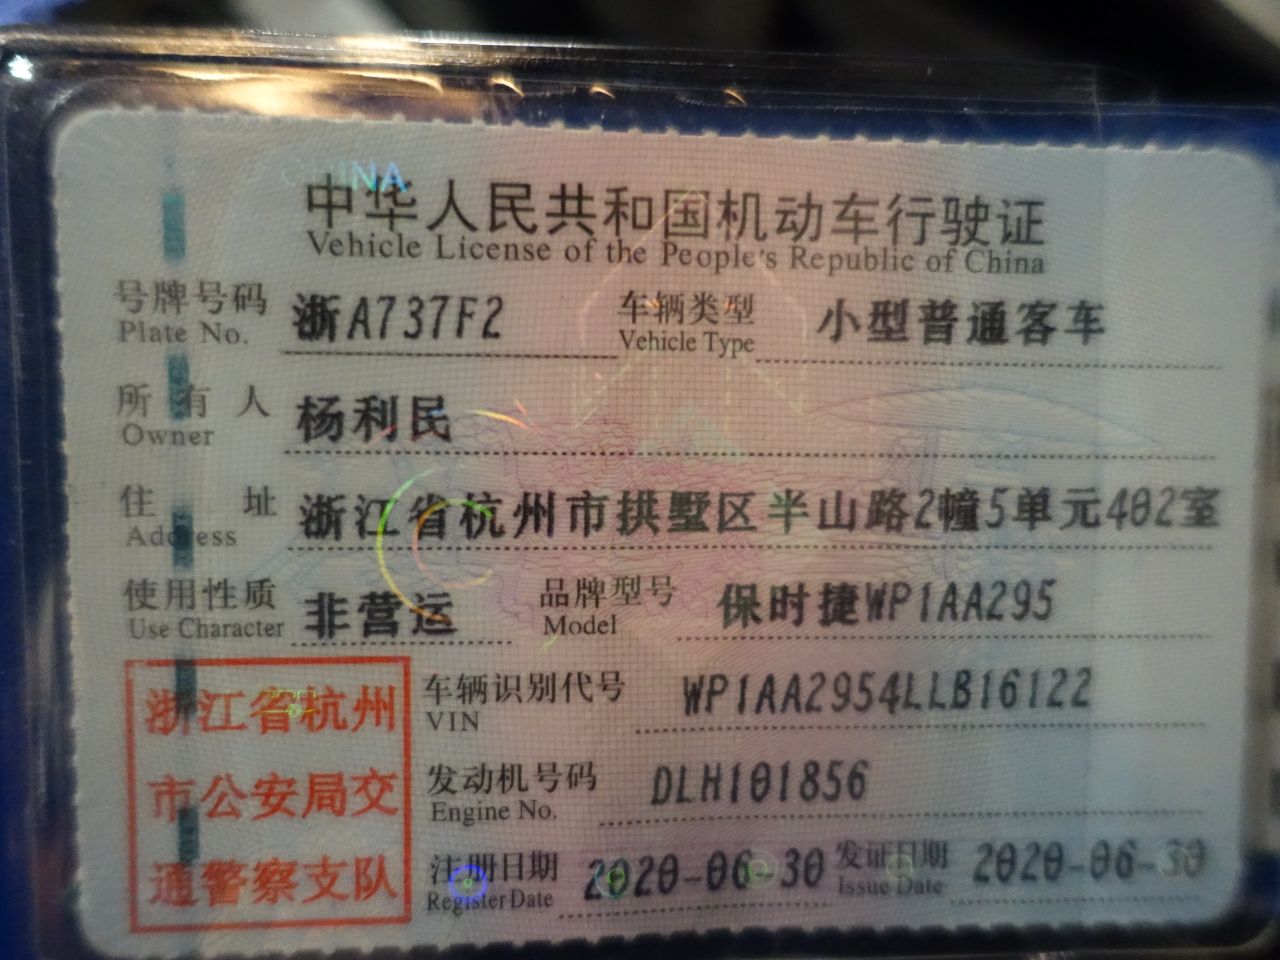 CHINA
中华人民共和国机动车行驶证
Vehicle License of the People's Republic of China
号牌号码 浙A737F2 车辆类型 小型普通客车
Plate No. Vehicle Type
所有人 杨利民
Owner
住址 浙江省杭州市拱墅区半山路2幢5单元402室
Address
使用性质 非营运 品牌型号 保时捷WP1AA295
Use Character Model
浙江省杭州 车辆识别代号 WP1AA2954LLB16122
VIN
市公安局交 发动机号码 DLH101856
Engine No.
通警察支队 注册日期 2020-06-30 发证日期 2020-06-30
Register Date Issue Date